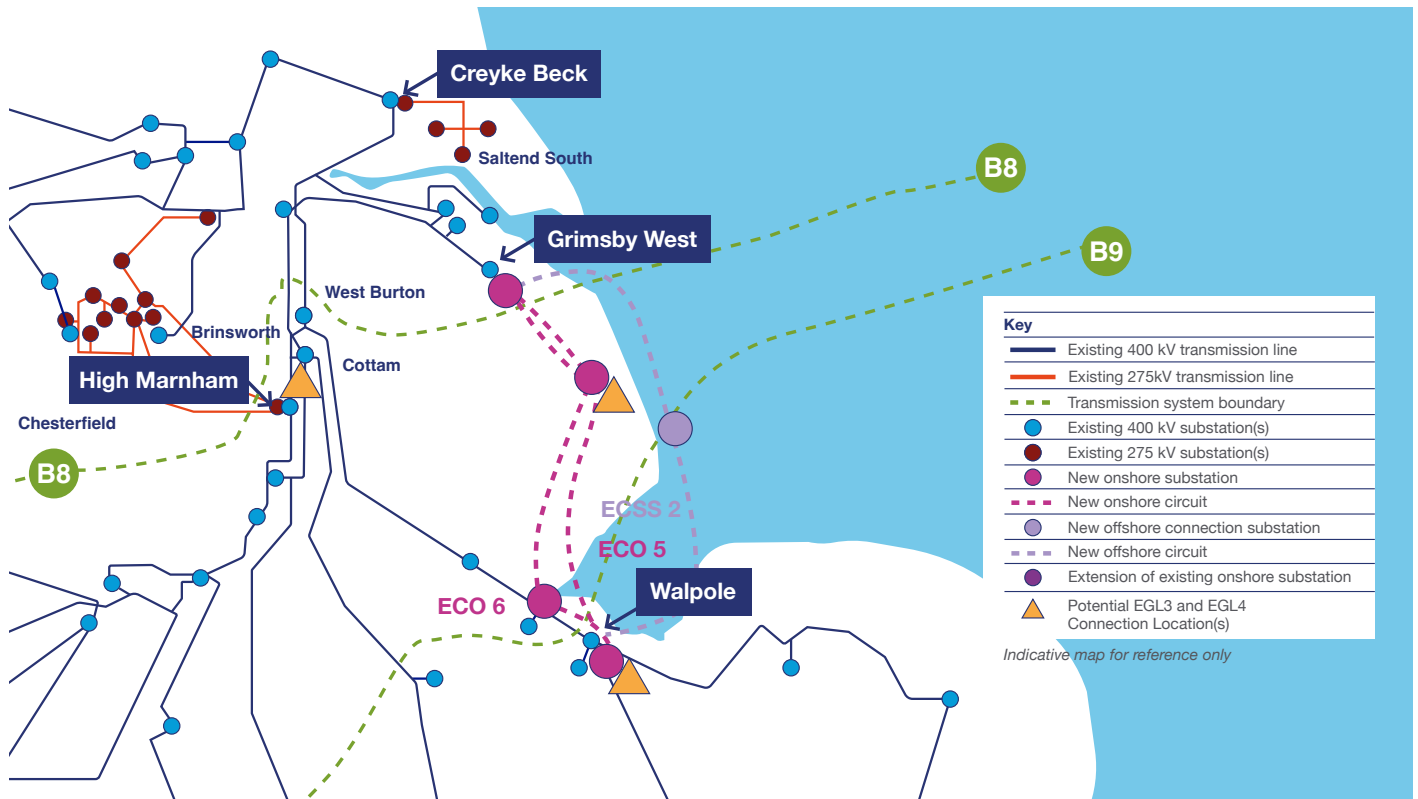 Creyke Beck
Saltend South
B8
Grimsby West
B9
West Burton
Brinsworth
Cottam
High Marnham
Chesterfield
B8
ECSS 2
ECO 5
Walpole
ECO 6
Key
Existing 400 kV transmission line
Existing 275kV transmission line
Transmission system boundary
Existing 400 kV substation(s)
Existing 275 kV substation(s)
New onshore substation
New onshore circuit
New offshore connection substation
New offshore circuit
Extension of existing onshore substation
Potential EGL3 and EGL4
Connection Location(s)
Indicative map for reference only